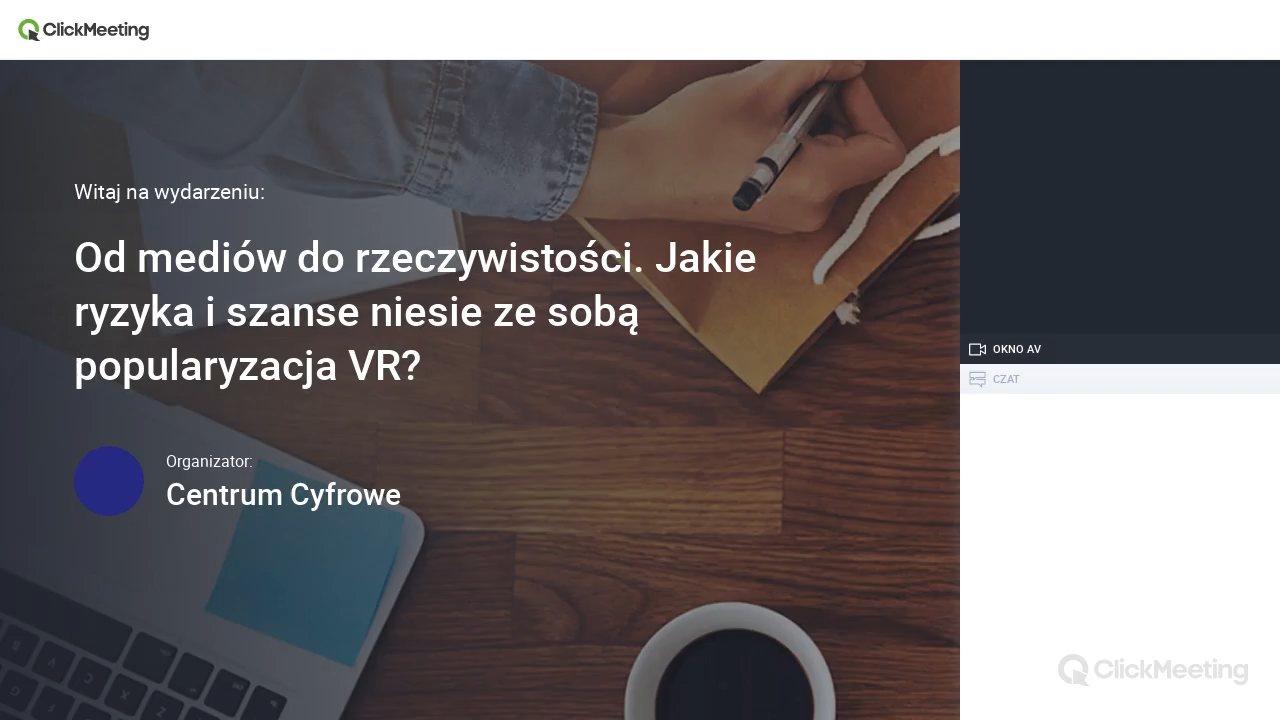 ClickMeeting
Witaj na wydarzeniu:
Od mediów do rzeczywistości. Jakie
ryzyka i szanse niesie ze sobą
popularyzacja VR?
Organizator:
Centrum Cyfrowe
OKNO AV
CZAT
ClickMeeting